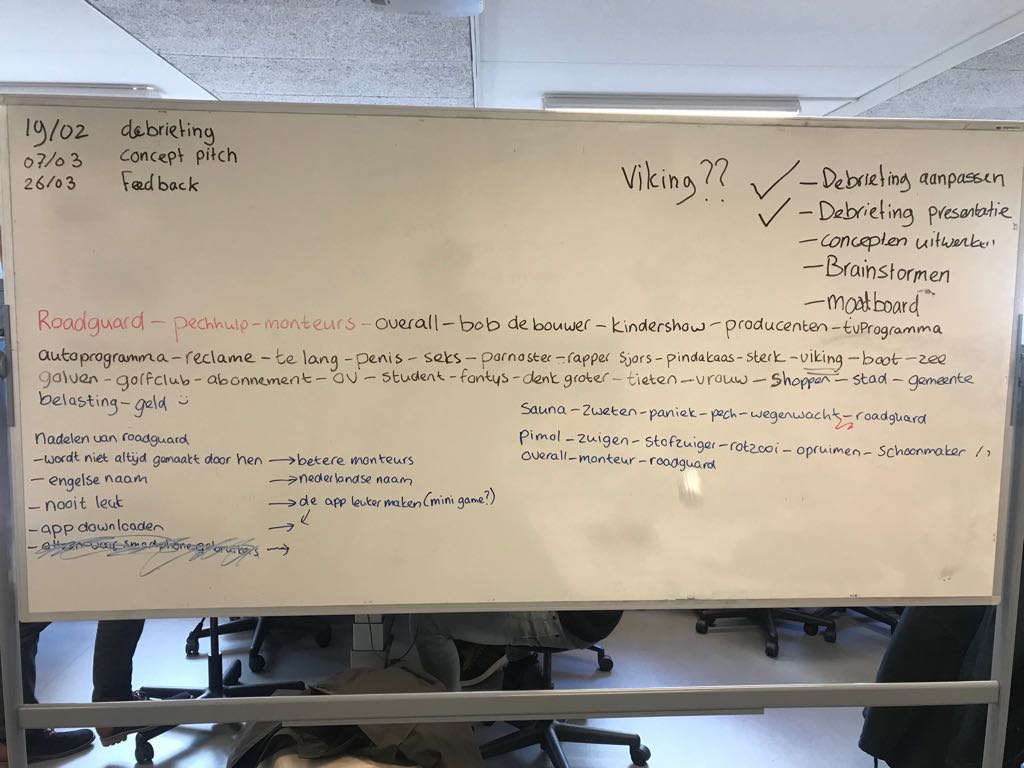 19/02 debriefing
07/03 concept pitch
26/03 Feedback
Viking?? ✓ - Debriefing aanpassen
✓ - Debriefing presentatie
- concepten uitwerken
- Brainstormen
- moodboard
Roadguard - pechhulp - monteurs - overall - bob de bouwer - kindershow - producenten - tvProgramma
autoprogramma - reclame - te lang - penis - seks - pornoster - rapper Sjors - pindakaas - sterk - viking - boot - zee
golven - golfclub - abonnement - OV - student - fontys - denk groter - tieten - vrouw - Shoppen - stad - gemeente
belasting - geld
Sauna - zweten - paniek - pech - wegenwacht - roadguard
Pimol - zuigen - stofzuiger - rotzooi - opruimen - schoonmaker
overall - monteur - roadguard
Nadelen van roadguard
- wordt niet altijd gemaakt door hen → betere monteurs
- engelse naam → nederlandse naam
- nooit leuk → de app leuker maken (mini game?)
- app downloaden →
- alleen voor smartphone gebruikers →